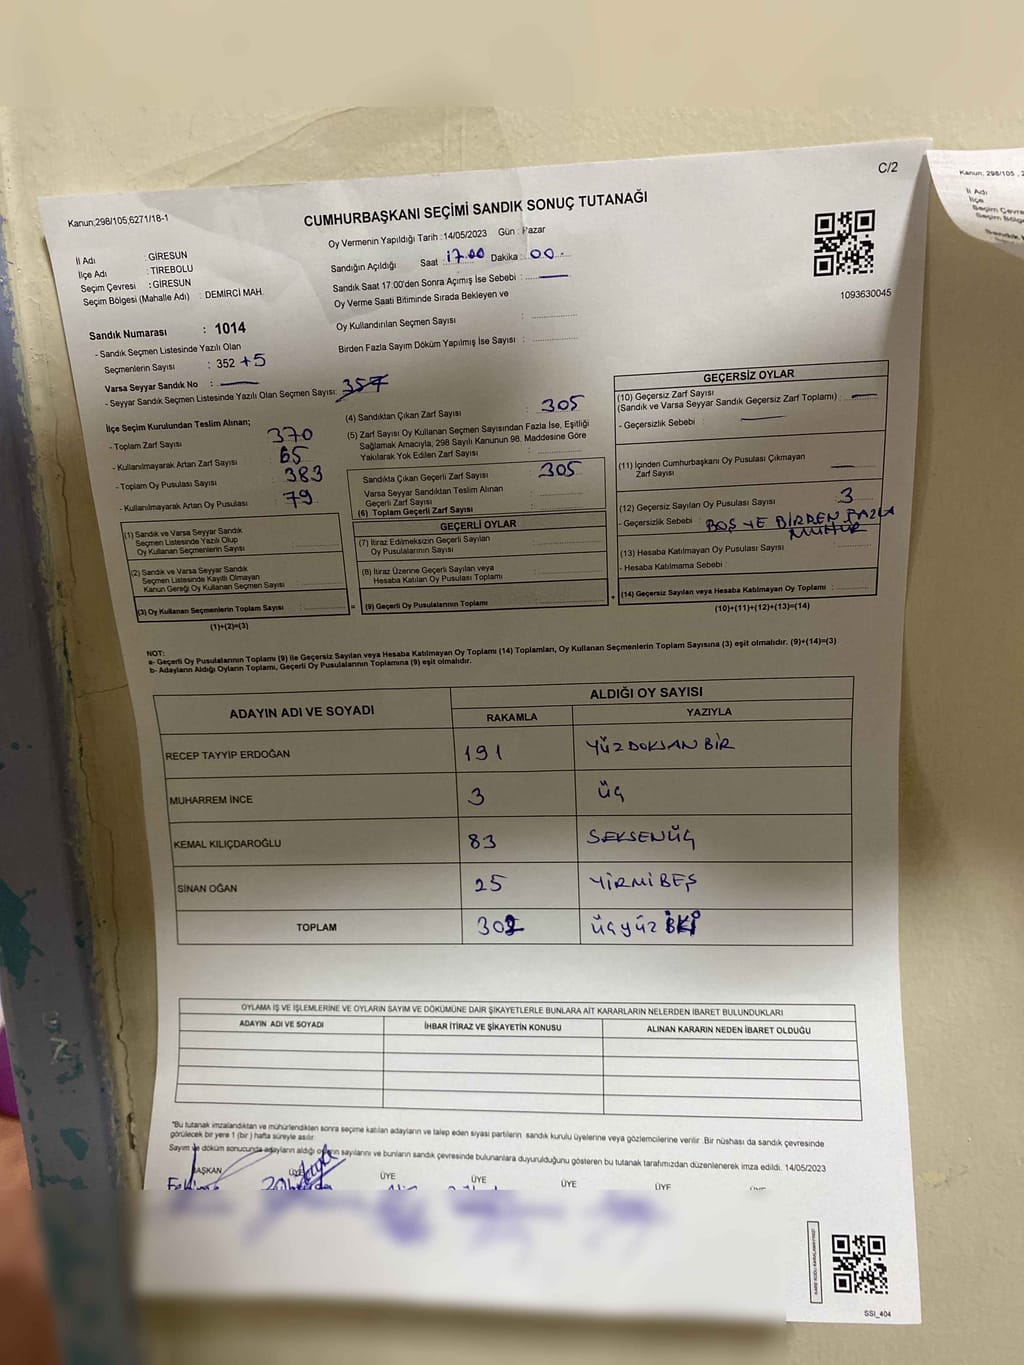 C/2
Kanun;298/105,6271/18-1
CUMHURBAŞKANI SEÇİMİ SANDIK SONUÇ TUTANAĞI
Oy Vermenin Yapıldığı Tarih :14/05/2023 Gün : Pazar
İl Adı : GİRESUN
İlçe Adı : TİREBOLU
Seçim Çevresi : GİRESUN
Seçim Bölgesi (Mahalle Adı) : DEMİRCİ MAH.
Sandığın Açıldığı Saat 17.00 Dakika : 00.
Sandık Saat 17:00'den Sonra Açımış İse Sebebi :
Oy Verme Saati Bitiminde Sırada Bekleyen ve
Oy Kullandırılan Seçmen Sayısı :
Birden Fazla Sayım Döküm Yapılmış İse Sayısı :
1093630045
Sandık Numarası : 1014
- Sandık Seçmen Listesinde Yazılı Olan
Seçmenlerin Sayısı : 352 +5
Varsa Seyyar Sandık No :
- Seyyar Sandık Seçmen Listesinde Yazılı Olan Seçmen Sayısı: 357
İlçe Seçim Kurulundan Teslim Alınan;
- Toplam Zarf Sayısı : 370
- Kullanılmayarak Artan Zarf Sayısı : 65
- Toplam Oy Pusulası Sayısı : 383
- Kullanılmayarak Artan Oy Pusulası : 79
(1) Sandık ve Varsa Seyyar Sandık
Seçmen Listesinde Yazılı Olup
Oy Kullanan Seçmenlerin Sayısı :
(2) Sandık ve Varsa Seyyar Sandık
Seçmen Listesinde Kayıtlı Olmayan
Kanun Gereği Oy Kullanan Seçmen Sayısı :
(3) Oy Kullanan Seçmenlerin Toplam Sayısı :
(1)+(2)=(3)
(4) Sandıktan Çıkan Zarf Sayısı : 305
(5) Zarf Sayısı Oy Kullanan Seçmen Sayısından Fazla İse, Eşitliği
Sağlamak Amacıyla, 298 Sayılı Kanunun 98. Maddesine Göre
Yakılarak Yok Edilen Zarf Sayısı :
Sandıkta Çıkan Geçerli Zarf Sayısı : 305
Varsa Seyyar Sandıktan Teslim Alınan
Geçerli Zarf Sayısı :
(6) Toplam Geçerli Zarf Sayısı :
GEÇERLİ OYLAR
(7) İtiraz Edilmeksizin Geçerli Sayılan
Oy Pusulalarının Sayısı :
(8) İtiraz Üzerine Geçerli Sayılan veya
Hesaba Katılan Oy Pusulası Toplamı :
= (9) Geçerli Oy Pusulalarının Toplamı :
GEÇERSİZ OYLAR
(10) Geçersiz Zarf Sayısı
(Sandık ve Varsa Seyyar Sandık Geçersiz Zarf Toplamı) :
- Geçersizlik Sebebi :
(11) İçinden Cumhurbaşkanı Oy Pusulası Çıkmayan
Zarf Sayısı :
(12) Geçersiz Sayılan Oy Pusulası Sayısı : 3
- Geçersizlik Sebebi : BOŞ VE BİRDEN FAZLA
MÜHÜR
(13) Hesaba Katılmayan Oy Pusulası Sayısı :
- Hesaba Katılmama Sebebi :
+ (14) Geçersiz Sayılan veya Hesaba Katılmayan Oy Toplamı :
(10)+(11)+(12)+(13)=(14)
NOT:
a- Geçerli Oy Pusulalarının Toplamı (9) ile Geçersiz Sayılan veya Hesaba Katılmayan Oy Toplamı (14) Toplamları, Oy Kullanan Seçmenlerin Toplam Sayısına (3) eşit olmalıdır. (9)+(14)=(3)
b- Adayların Aldığı Oyların Toplamı, Geçerli Oy Pusulalarının Toplamına (9) eşit olmalıdır.
ADAYIN ADI VE SOYADI ALDIĞI OY SAYISI
RAKAMLA YAZIYLA
RECEP TAYYİP ERDOĞAN 191 YÜZDOKSAN BİR
MUHARREM İNCE 3 ÜÇ
KEMAL KILIÇDAROĞLU 83 SEKSENÜÇ
SİNAN OĞAN 25 YİRMİBEŞ
TOPLAM 302 ÜÇYÜZ İKİ
OYLAMA İŞ VE İŞLEMLERİNE VE OYLARIN SAYIM VE DÖKÜMÜNE DAİR ŞİKAYETLERLE BUNLARA AİT KARARLARIN NELERDEN İBARET BULUNDUKLARI
ADAYIN ADI VE SOYADI İHBAR İTİRAZ VE ŞİKAYETİN KONUSU ALINAN KARARIN NEDEN İBARET OLDUĞU
"Bu tutanak imzalandıktan ve mühürlendikten sonra seçime katılan adayların ve talep eden siyasi partilerin sandık kurulu üyelerine veya gözlemcilerine verilir. Bir nüshası da sandık çevresinde
görülecek bir yere 1 (bir ) hafta süreyle asılır.
Sayım ve döküm sonucunda adayların aldığı oyların sayılarını ve bunların sandık çevresinde bulunanlara duyurulduğunu gösteren bu tutanak tarafımızdan düzenlenerek imza edildi. 14/05/2023
BAŞKAN ÜYE ÜYE ÜYE ÜYE ÜYE ÜYE
SSİ_404
Kanun; 298/105
İl Adı
İlçe